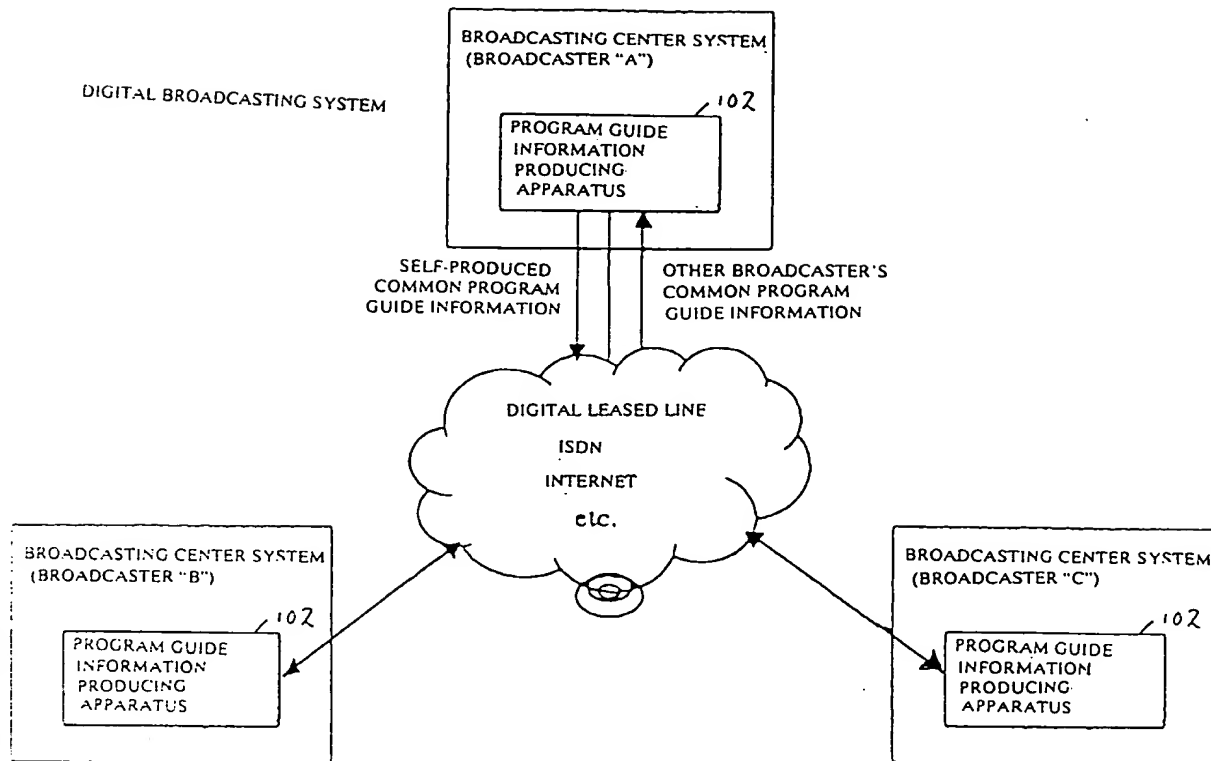 BROADCASTING CENTER SYSTEM
(BROADCASTER "A")
DIGITAL BROADCASTING SYSTEM
102
PROGRAM GUIDE
INFORMATION
PRODUCING
APPARATUS
SELF-PRODUCED
COMMON PROGRAM
GUIDE INFORMATION
OTHER BROADCASTER'S
COMMON PROGRAM
GUIDE INFORMATION
DIGITAL LEASED LINE
ISDN
INTERNET
etc.
BROADCASTING CENTER SYSTEM
(BROADCASTER "B")
102
PROGRAM GUIDE
INFORMATION
PRODUCING
APPARATUS
BROADCASTING CENTER SYSTEM
(BROADCASTER "C")
102
PROGRAM GUIDE
INFORMATION
PRODUCING
APPARATUS